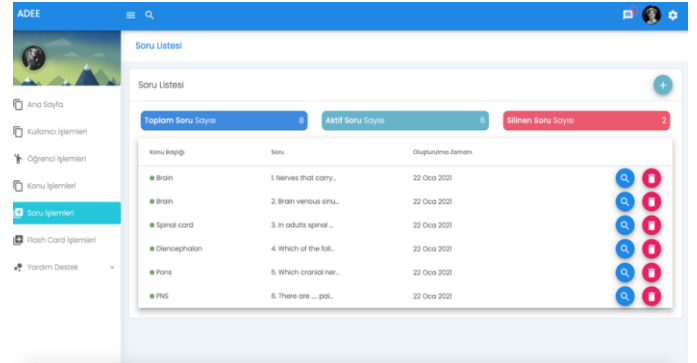 ADEE
Soru Listesi
Soru Listesi
Ana Sayfa
Kullanıcı İşlemleri
Öğrenci İşlemleri
Konu İşlemleri
Soru İşlemleri
Flash Card İşlemleri
Yardım Destek
Toplam Soru Sayısı 8
Aktif Soru Sayısı 6
Silinen Soru Sayısı 2
Konu Başlığı Soru Oluşturulma Zamanı
Brain 1. Nerves that carry... 22 Oca 2021
Brain 2. Brain venous sinu... 22 Oca 2021
Spinal cord 3. In adults spinal ... 22 Oca 2021
Diencephalon 4. Which of the foll... 22 Oca 2021
Pons 5. Which cranial ner... 22 Oca 2021
PNS 6. There are .... pai... 22 Oca 2021